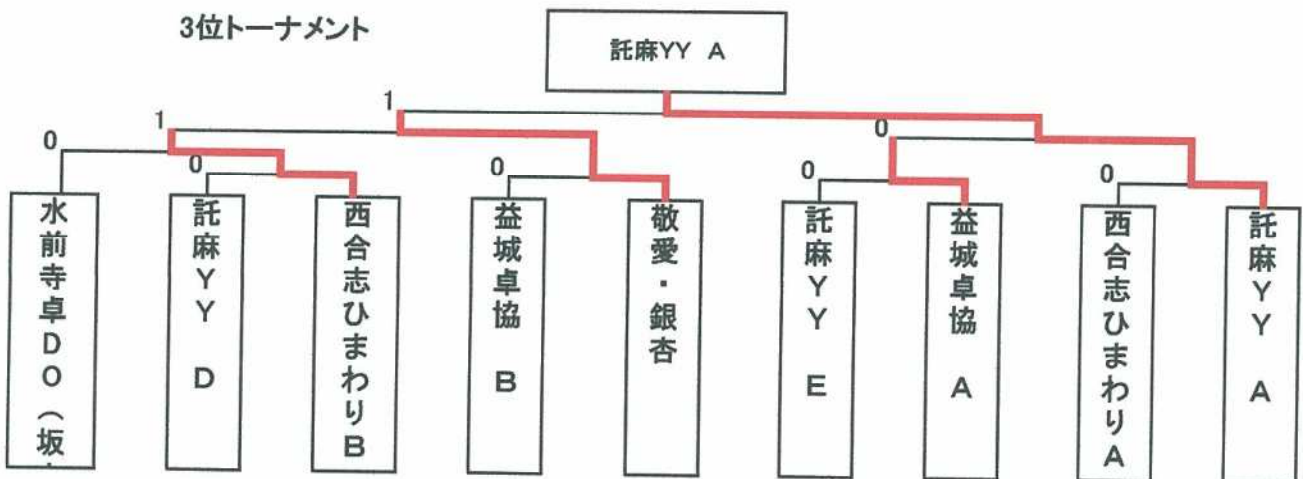 3位トーナメント
託麻YY A
1
1
0
0
0
0
0
0
水前寺卓DO（坂
託麻YY D
西合志ひまわりB
益城卓協 B
敬愛・銀杏
託麻YY E
益城卓協 A
西合志ひまわりA
託麻YY A